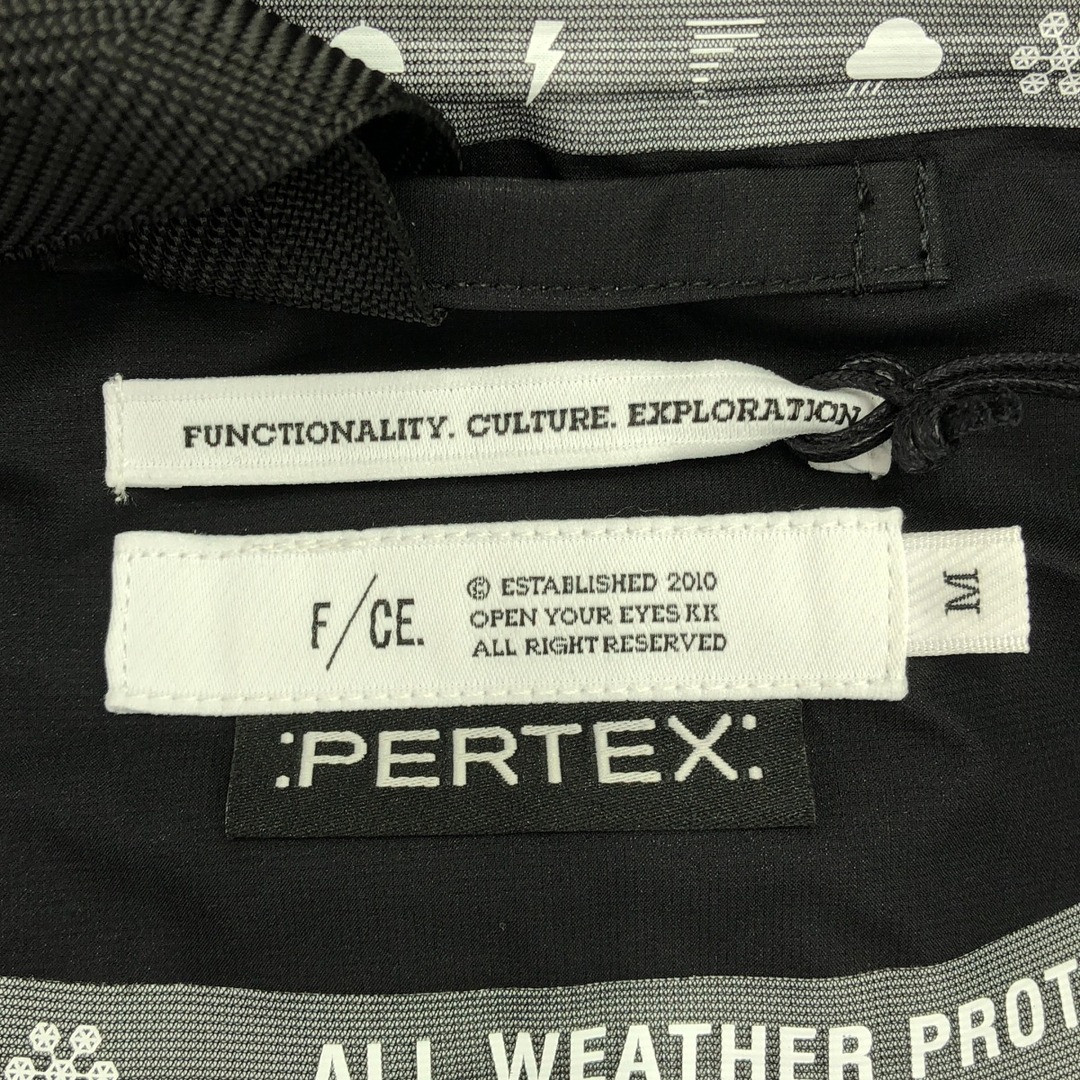 FUNCTIONALITY. CULTURE. EXPLORATION
F/CE.
© ESTABLISHED 2010
OPEN YOUR EYES KK
ALL RIGHT RESERVED
M
:PERTEX:
ALL WEATHER PROT